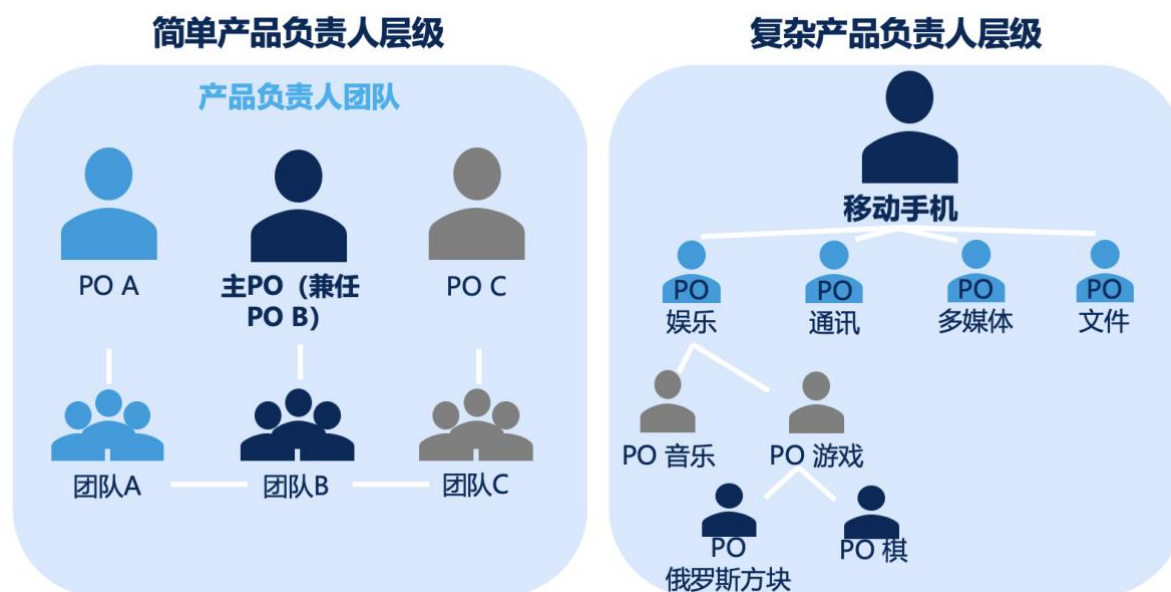 简单产品负责人层级
产品负责人团队
PO A
主PO（兼任
PO B）
PO C
团队A
团队B
团队C
复杂产品负责人层级
移动手机
PO
娱乐
PO
通讯
PO
多媒体
PO
文件
PO 音乐
PO 游戏
PO
俄罗斯方块
PO 棋